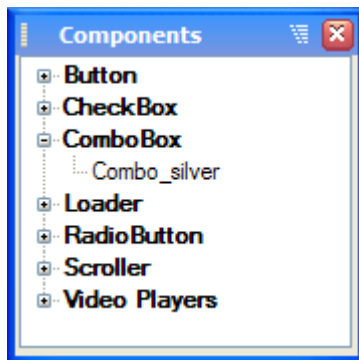 Components
Button
CheckBox
ComboBox
Combo_silver
Loader
RadioButton
Scroller
Video Players